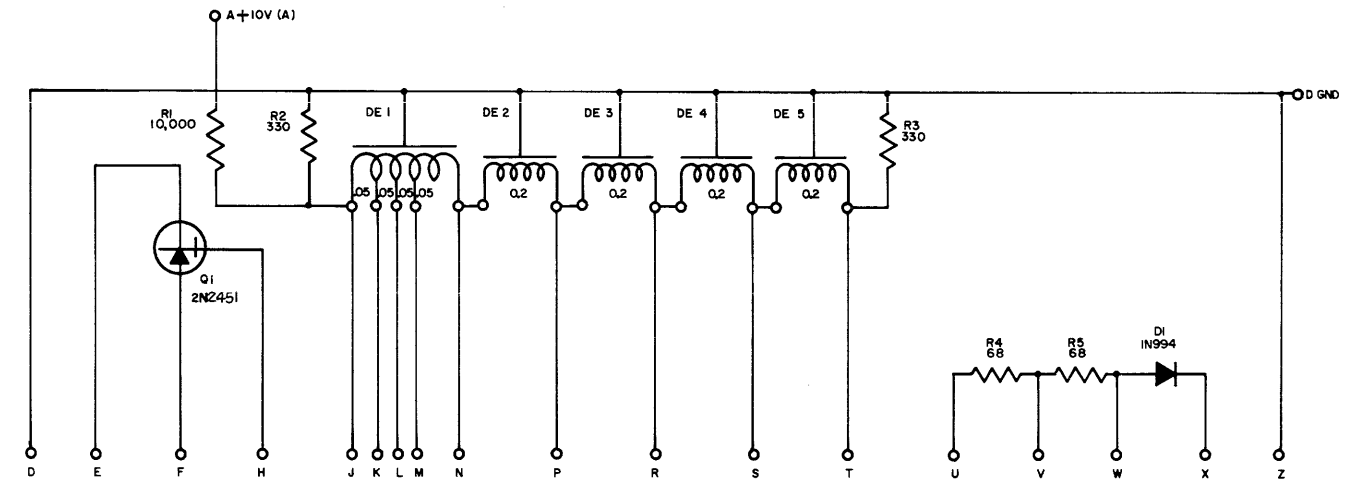 A+10V (A)
D GND
R1
10,000
R2
330
DE 1
DE 2
DE 3
DE 4
DE 5
R3
330
.05 .05 .05 .05
0.2
0.2
0.2
0.2
Q1
2N2451
R4
68
R5
68
D1
1N994
D E F H J K L M N P R S T U V W X Z